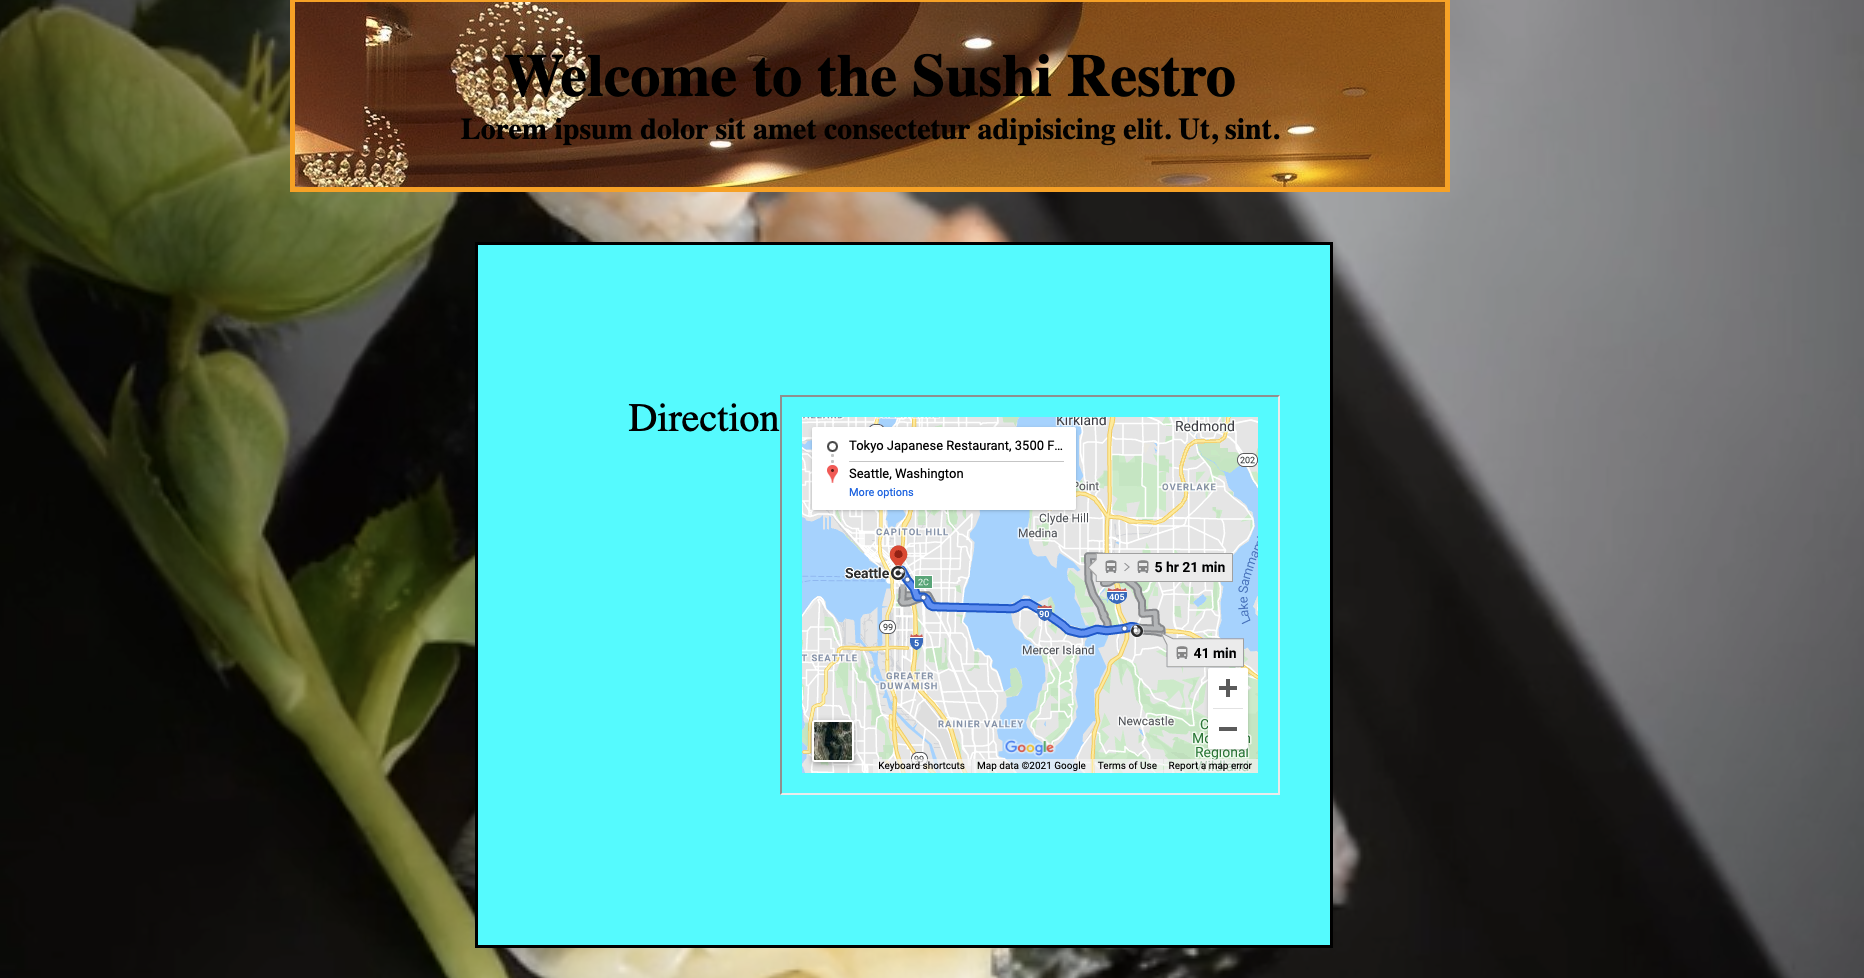 Welcome to the Sushi Restro
Lorem ipsum dolor sit amet consectetur adipisicing elit. Ut, sint.
Direction
Kirkland
Redmond
Tokyo Japanese Restaurant, 3500 F...
Seattle, Washington
More options
202
Point
OVERLAKE
Clyde Hill
CAPITOL HILL
Medina
5 hr 21 min
Seattle
2C
405
Lake Sammam
90
99
5
Mercer Island
41 min
T SEATTLE
GREATER
DUWAMISH
RAINIER VALLEY
Newcastle
Regional
Google
99
Keyboard shortcuts
Map data ©2021 Google
Terms of Use
Report a map error